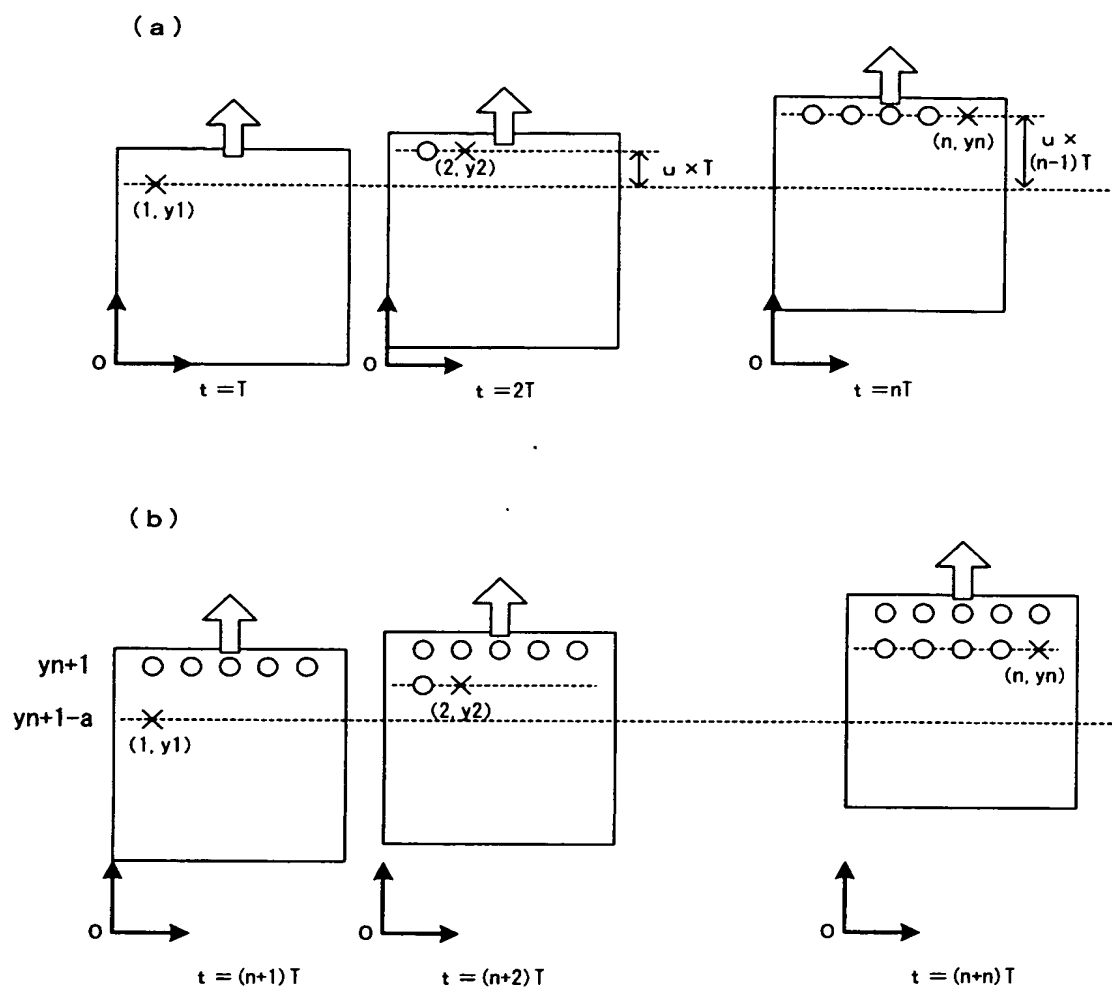 (a)
(1, y1)
O
t =T
(2, y2)
u × T
O
t =2T
(n, yn)
u ×
(n-1) T
O
t =nT
(b)
yn+1
yn+1-a
(1, y1)
O
t = (n+1) T
(2, y2)
O
t = (n+2) T
(n, yn)
O
t = (n+n) T